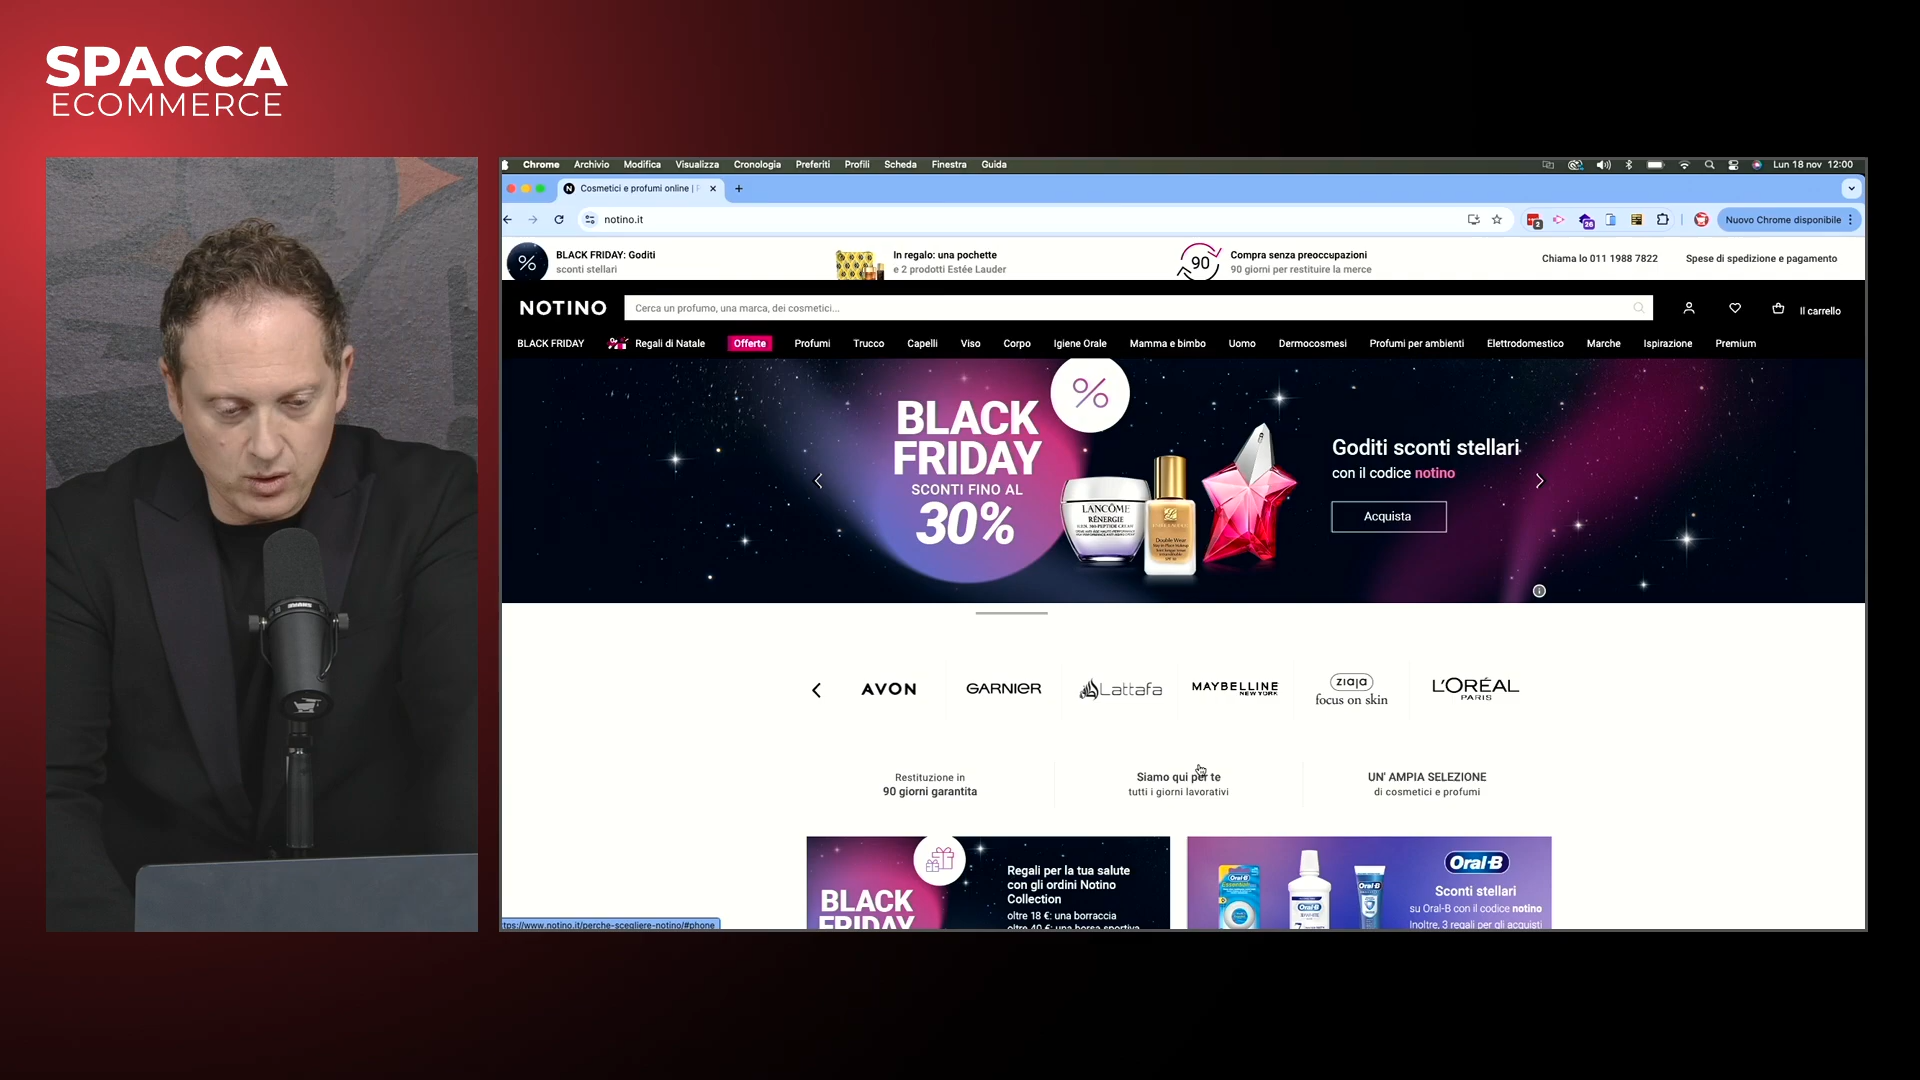 SPACCA
ECOMMERCE
Chrome Archivio Modifica Visualizza Cronologia Preferiti Profili Scheda Finestra Guida
Lun 18 nov 12:00
Cosmetici e profumi online |
notino.it
Nuovo Chrome disponibile
2
26
%
BLACK FRIDAY: Goditi
sconti stellari
In regalo: una pochette
e 2 prodotti Estée Lauder
90
Compra senza preoccupazioni
90 giorni per restituire la merce
Chiama lo 011 1988 7822
Spese di spedizione e pagamento
NOTINO
Cerca un profumo, una marca, dei cosmetici...
Il carrello
BLACK FRIDAY Regali di Natale Offerte Profumi Trucco Capelli Viso Corpo Igiene Orale Mamma e bimbo Uomo Dermocosmesi Profumi per ambienti Elettrodomestico Marche Ispirazione Premium
%
BLACK
FRIDAY
SCONTI FINO AL
30%
LANCÔME
RÉNERGIE
Double Wear
Goditi sconti stellari
con il codice notino
Acquista
AVON
GARNIER
Lattafa
MAYBELLINE
NEW YORK
ziaja
focus on skin
L'ORÉAL
PARIS
Restituzione in
90 giorni garantita
Siamo qui per te
tutti i giorni lavorativi
UN' AMPIA SELEZIONE
di cosmetici e profumi
BLACK
FRIDAY
Regali per la tua salute
con gli ordini Notino
Collection
oltre 18 €: una borraccia
oltre 40 €: una borsa sportiva
Oral-B
Oral-B
Oral-B
Oral-B
Sconti stellari
su Oral-B con il codice notino
Inoltre, 3 regali per gli acquisti
tps://www.notino.it/perche-scegliere-notino/#phone